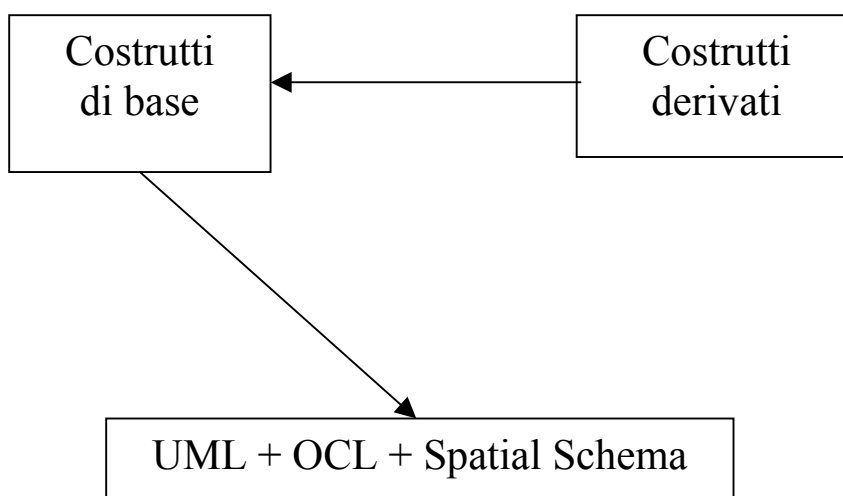 Costrutti
di base
Costrutti
derivati
UML + OCL + Spatial Schema